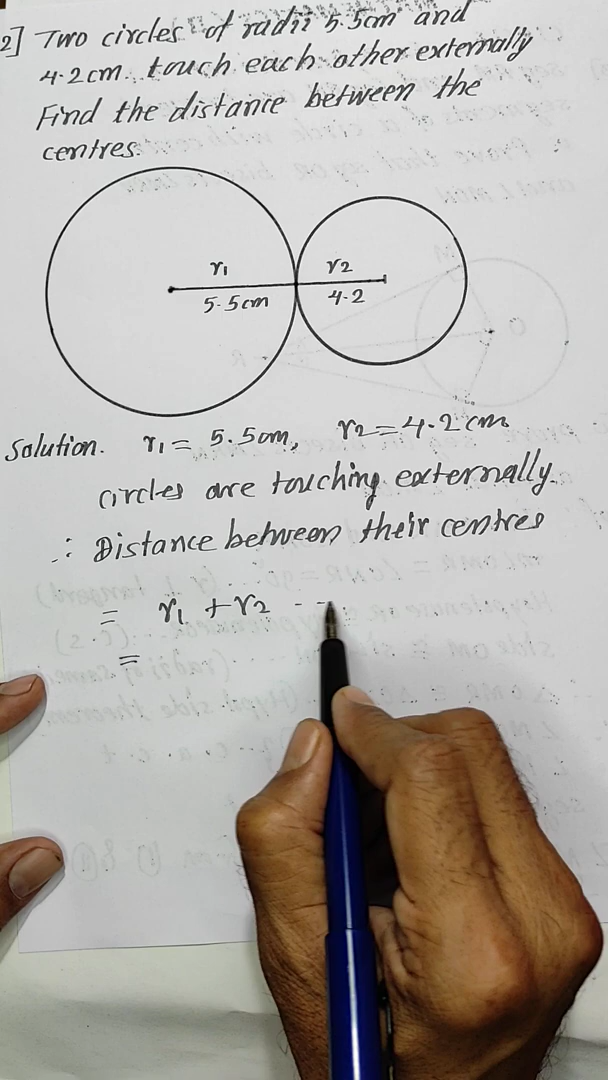 2] Two circles of radii 5.5cm and
4.2cm. touch each other externally
Find the distance between the
centres.
r1 r2
5.5cm 4.2
Solution. r1 = 5.5cm, r2 = 4.2cm
circles are touching externally.
∴ Distance between their centres
= r1 + r2 --
=